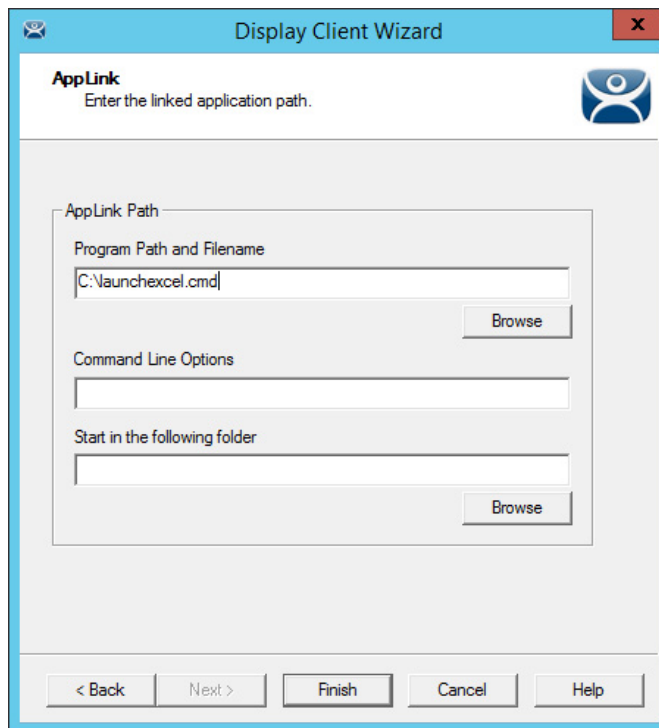 Display Client Wizard
x
AppLink
Enter the linked application path.
AppLink Path
Program Path and Filename
C:\launchexcel.cmd
Browse
Command Line Options
Start in the following folder
Browse
< Back
Next >
Finish
Cancel
Help